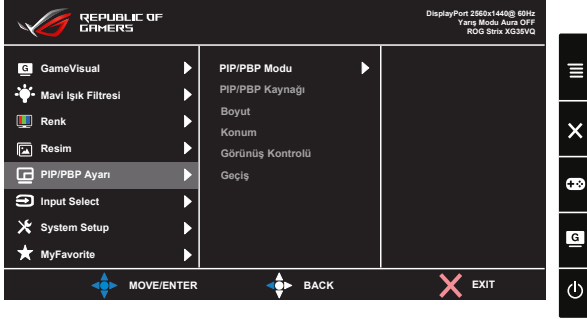 REPUBLIC OF
GAMERS
DisplayPort 2560x1440@ 60Hz
Yarış Modu Aura OFF
ROG Strix XG35VQ
GameVisual
Mavi Işık Filtresi
Renk
Resim
PIP/PBP Ayarı
Input Select
System Setup
MyFavorite
PIP/PBP Modu
PIP/PBP Kaynağı
Boyut
Konum
Görünüş Kontrolü
Geçiş
MOVE/ENTER
BACK
EXIT
G
G